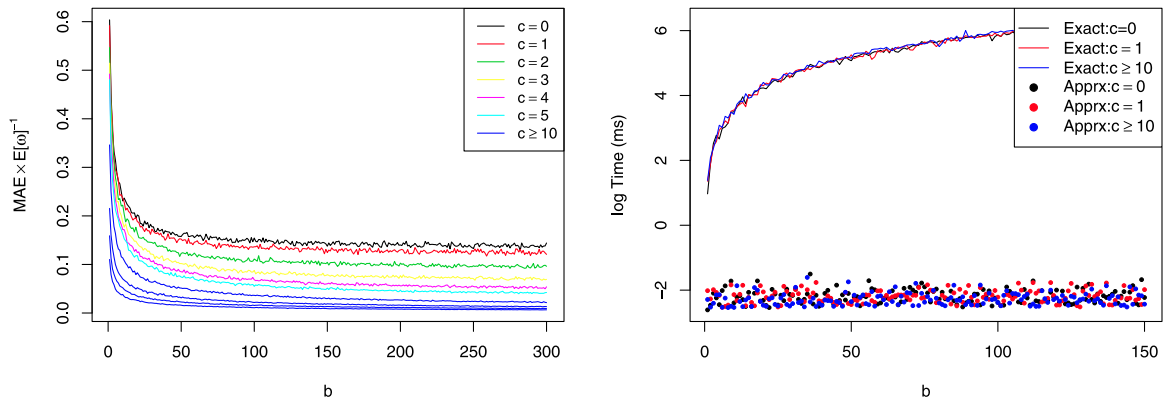 MAE × E[ω]⁻¹
0.6
0.5
0.4
0.3
0.2
0.1
0.0
0 50 100 150 200 250 300
b
c = 0
c = 1
c = 2
c = 3
c = 4
c = 5
c ≥ 10
log Time (ms)
6
4
2
0
−2
0 50 100 150
b
Exact:c=0
Exact:c = 1
Exact:c ≥ 10
Apprx:c = 0
Apprx:c = 1
Apprx:c ≥ 10